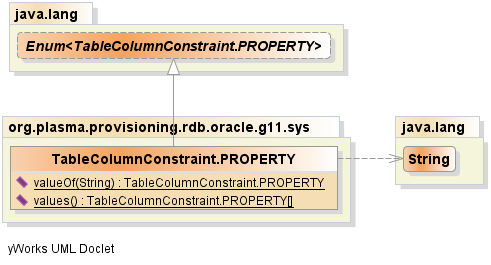 java.lang
Enum<TableColumnConstraint.PROPERTY>
org.plasma.provisioning.rdb.oracle.g11.sys
TableColumnConstraint.PROPERTY
valueOf(String) : TableColumnConstraint.PROPERTY
values() : TableColumnConstraint.PROPERTY[]
java.lang
String
yWorks UML Doclet